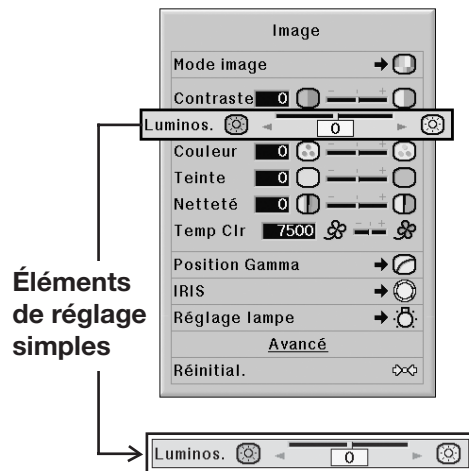 Image
Mode image
Contraste 0
Luminos. 0
Couleur 0
Teinte 0
Netteté 0
Temp Clr 7500
Position Gamma
IRIS
Réglage lampe
Avancé
Réinitial.
Éléments
de réglage
simples
Luminos. 0